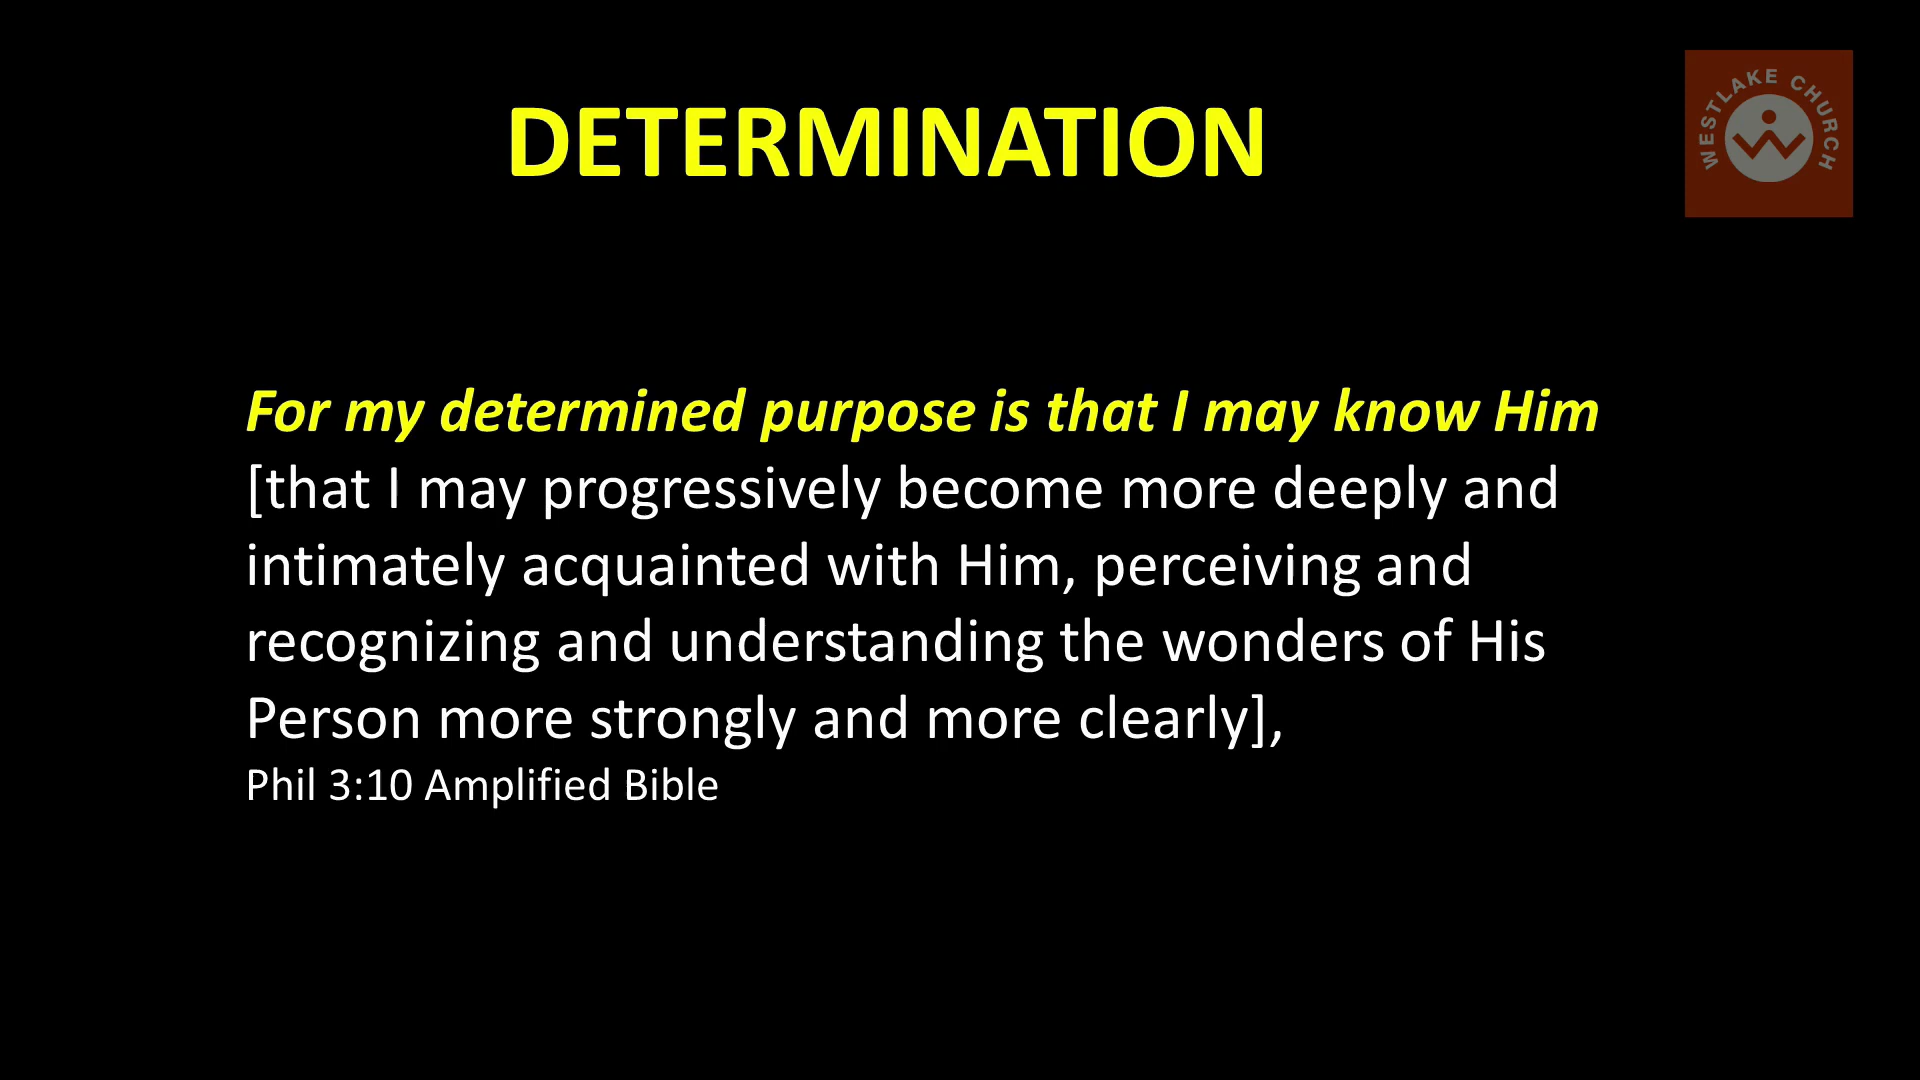 DETERMINATION
WESTLAKE CHURCH
For my determined purpose is that I may know Him
[that I may progressively become more deeply and
intimately acquainted with Him, perceiving and
recognizing and understanding the wonders of His
Person more strongly and more clearly],
Phil 3:10 Amplified Bible